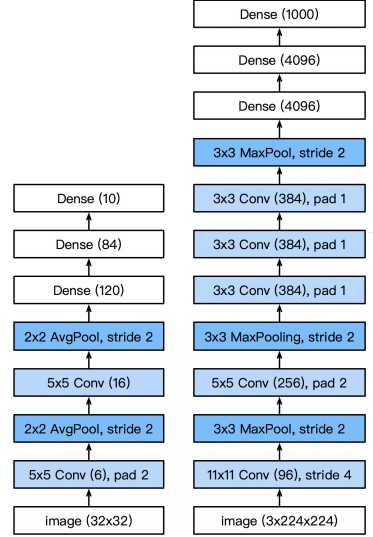 Dense (10)
Dense (84)
Dense (120)
2x2 AvgPool, stride 2
5x5 Conv (16)
2x2 AvgPool, stride 2
5x5 Conv (6), pad 2
image (32x32)
Dense (1000)
Dense (4096)
Dense (4096)
3x3 MaxPool, stride 2
3x3 Conv (384), pad 1
3x3 Conv (384), pad 1
3x3 Conv (384), pad 1
3x3 MaxPooling, stride 2
5x5 Conv (256), pad 2
3x3 MaxPool, stride 2
11x11 Conv (96), stride 4
image (3x224x224)